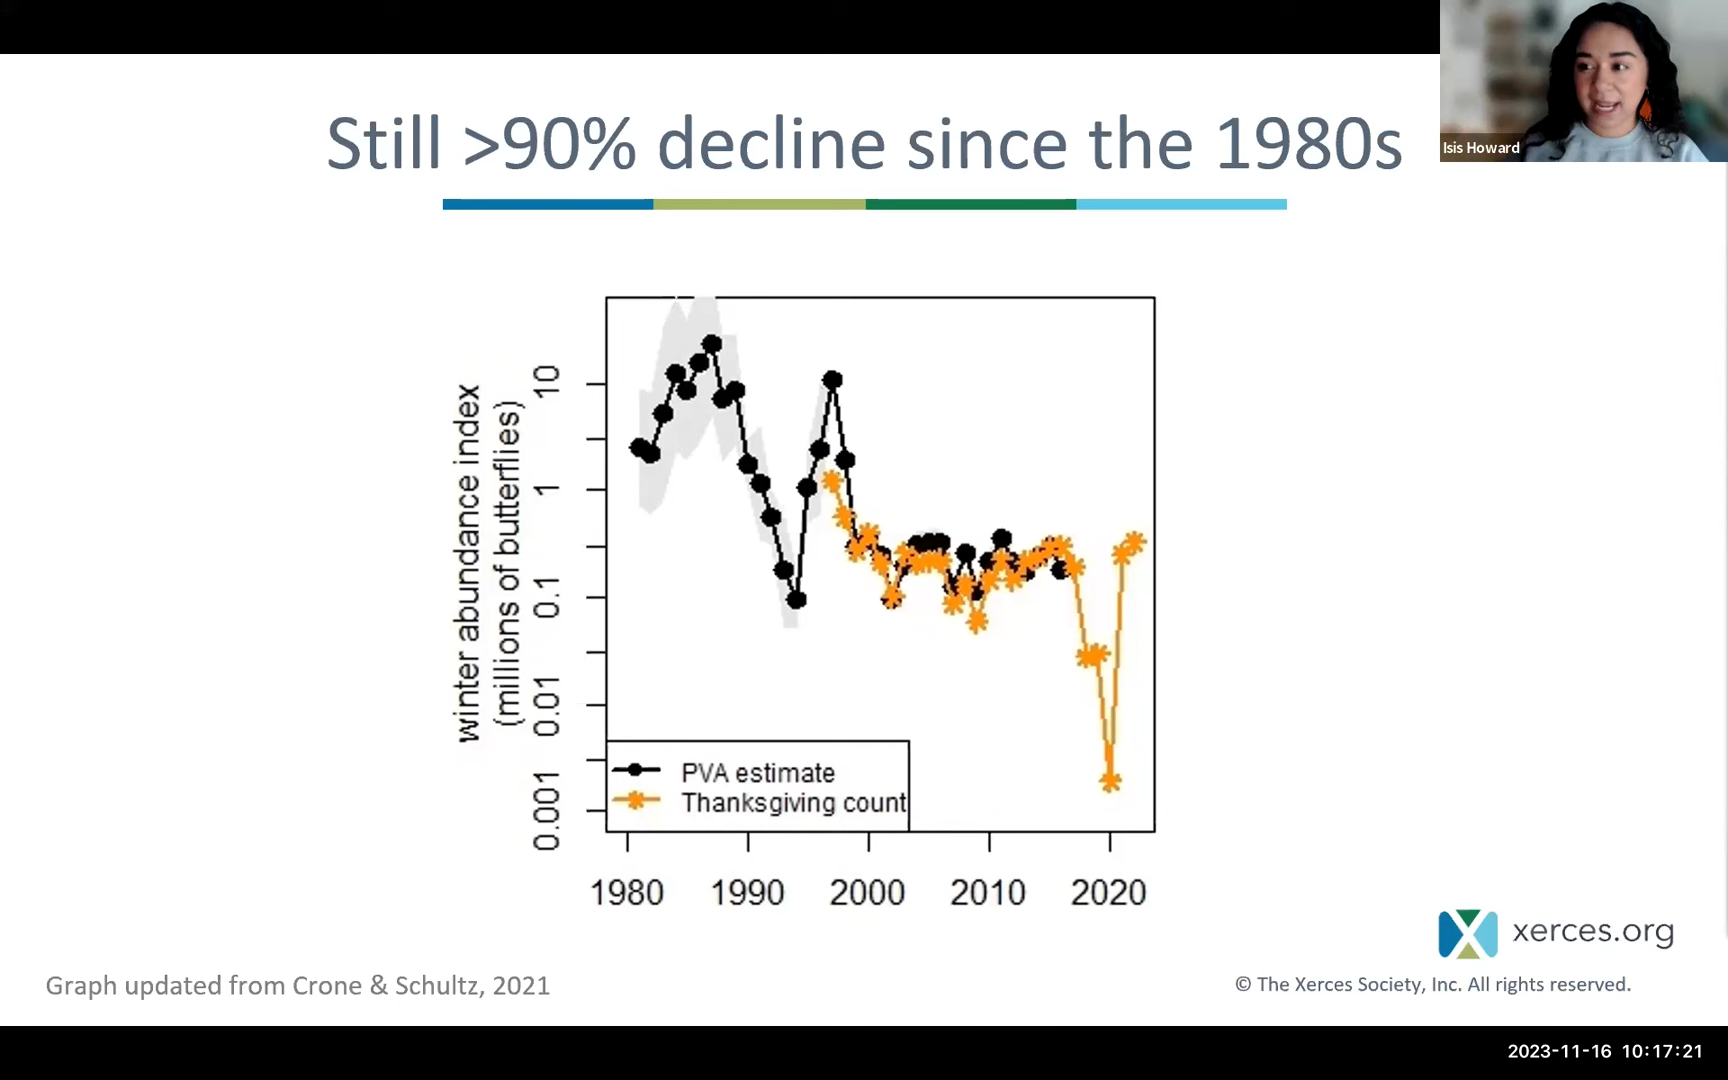 Still >90% decline since the 1980s
Isis Howard
winter abundance index
(millions of butterflies)
10
1
0.1
0.01
0.001
PVA estimate
Thanksgiving count
1980 1990 2000 2010 2020
xerces.org
Graph updated from Crone & Schultz, 2021
© The Xerces Society, Inc. All rights reserved.
2023-11-16 10:17:21